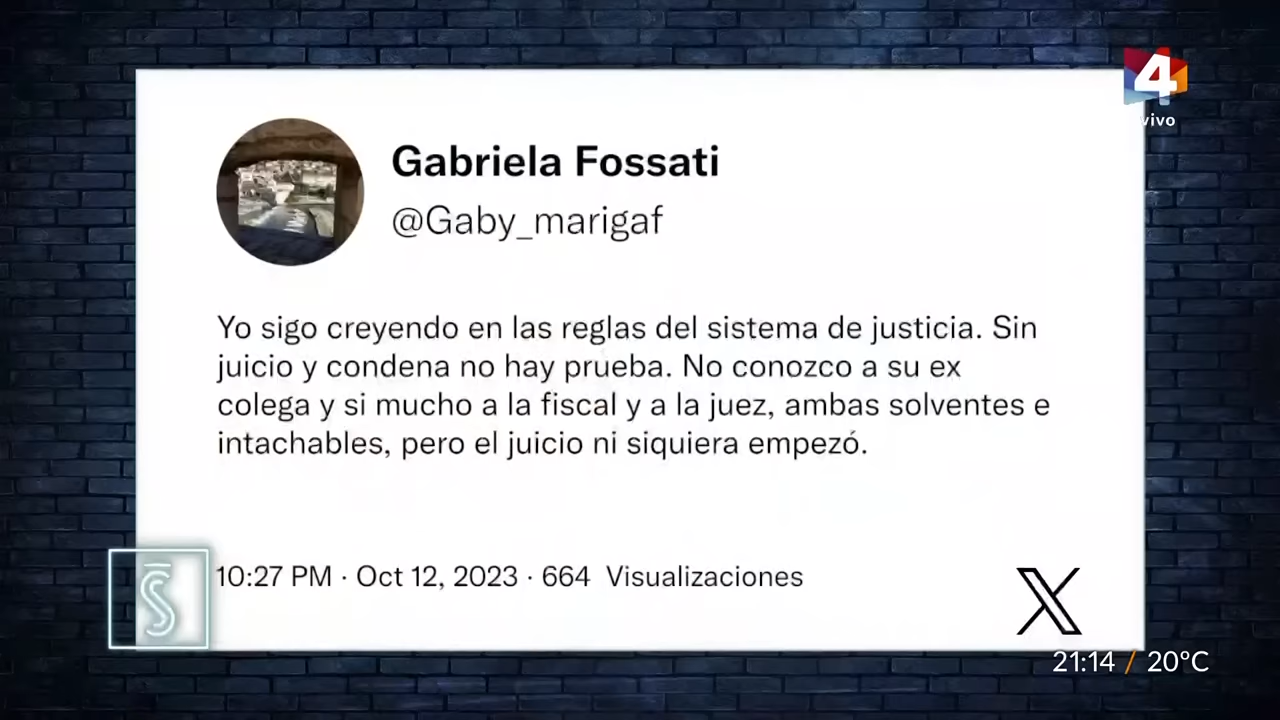 4
vivo
Gabriela Fossati
@Gaby_marigaf
Yo sigo creyendo en las reglas del sistema de justicia. Sin
juicio y condena no hay prueba. No conozco a su ex
colega y si mucho a la fiscal y a la juez, ambas solventes e
intachables, pero el juicio ni siquiera empezó.
10:27 PM · Oct 12, 2023 · 664 Visualizaciones
21:14 / 20°C